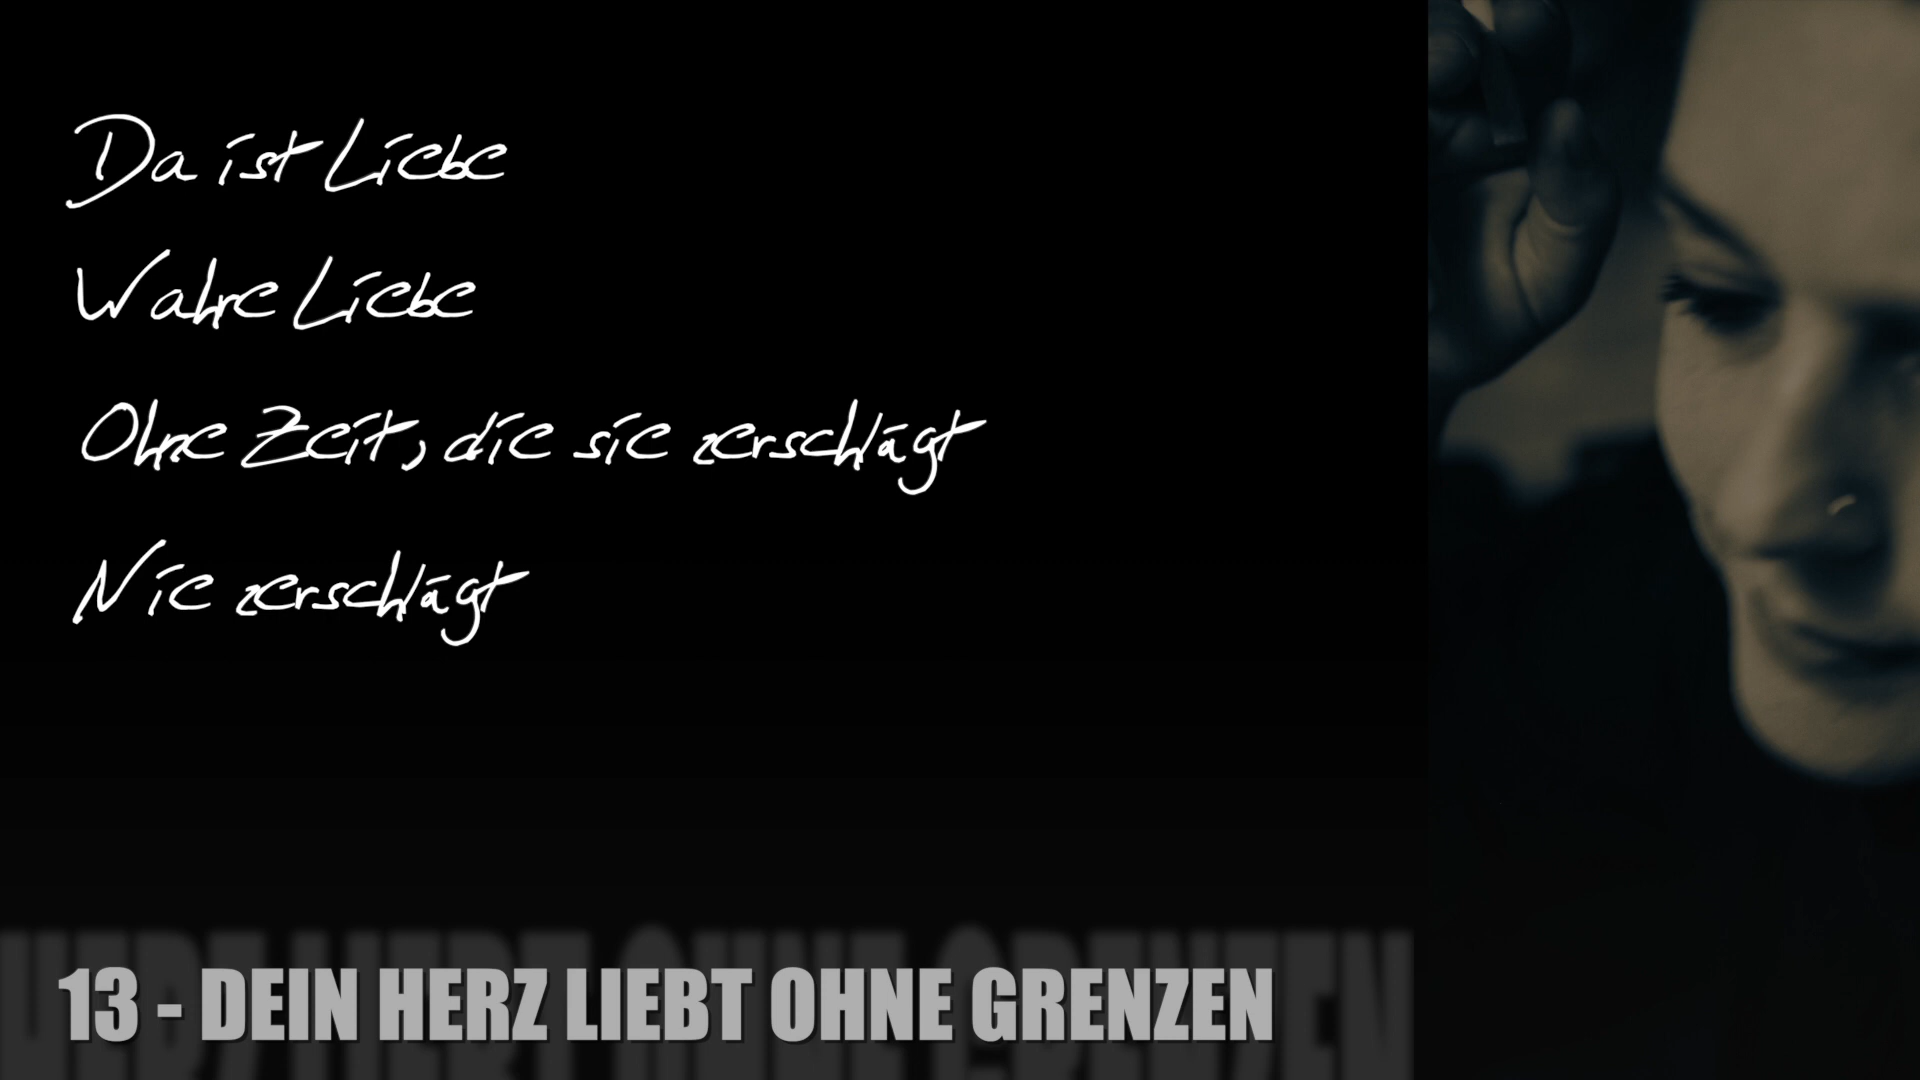 Da ist Liebe
Wahre Liebe
Ohne Zeit, die sie zerschlägt
Nie zerschlägt
13 - DEIN HERZ LIEBT OHNE GRENZEN